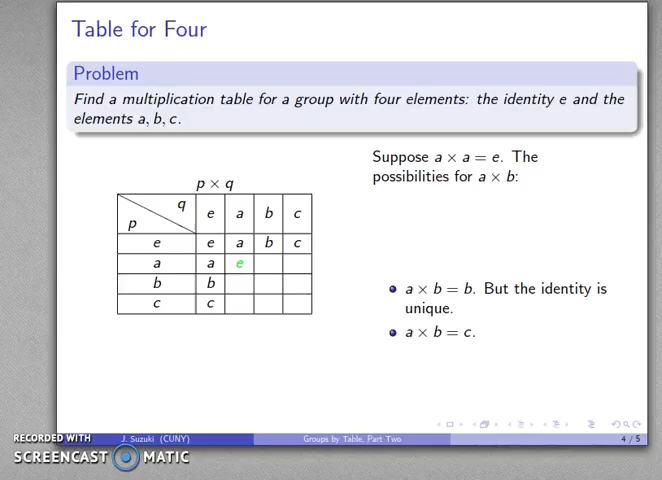 Table for Four
Problem
Find a multiplication table for a group with four elements: the identity e and the
elements a, b, c.
Suppose a × a = e. The
possibilities for a × b:
p × q
q
p
e a b c
e e a b c
a a e
b b
c c
a × b = b. But the identity is
unique.
a × b = c.
J. Suzuki (CUNY) Groups by Table, Part Two 4 / 5
RECORDED WITH
SCREENCAST MATIC